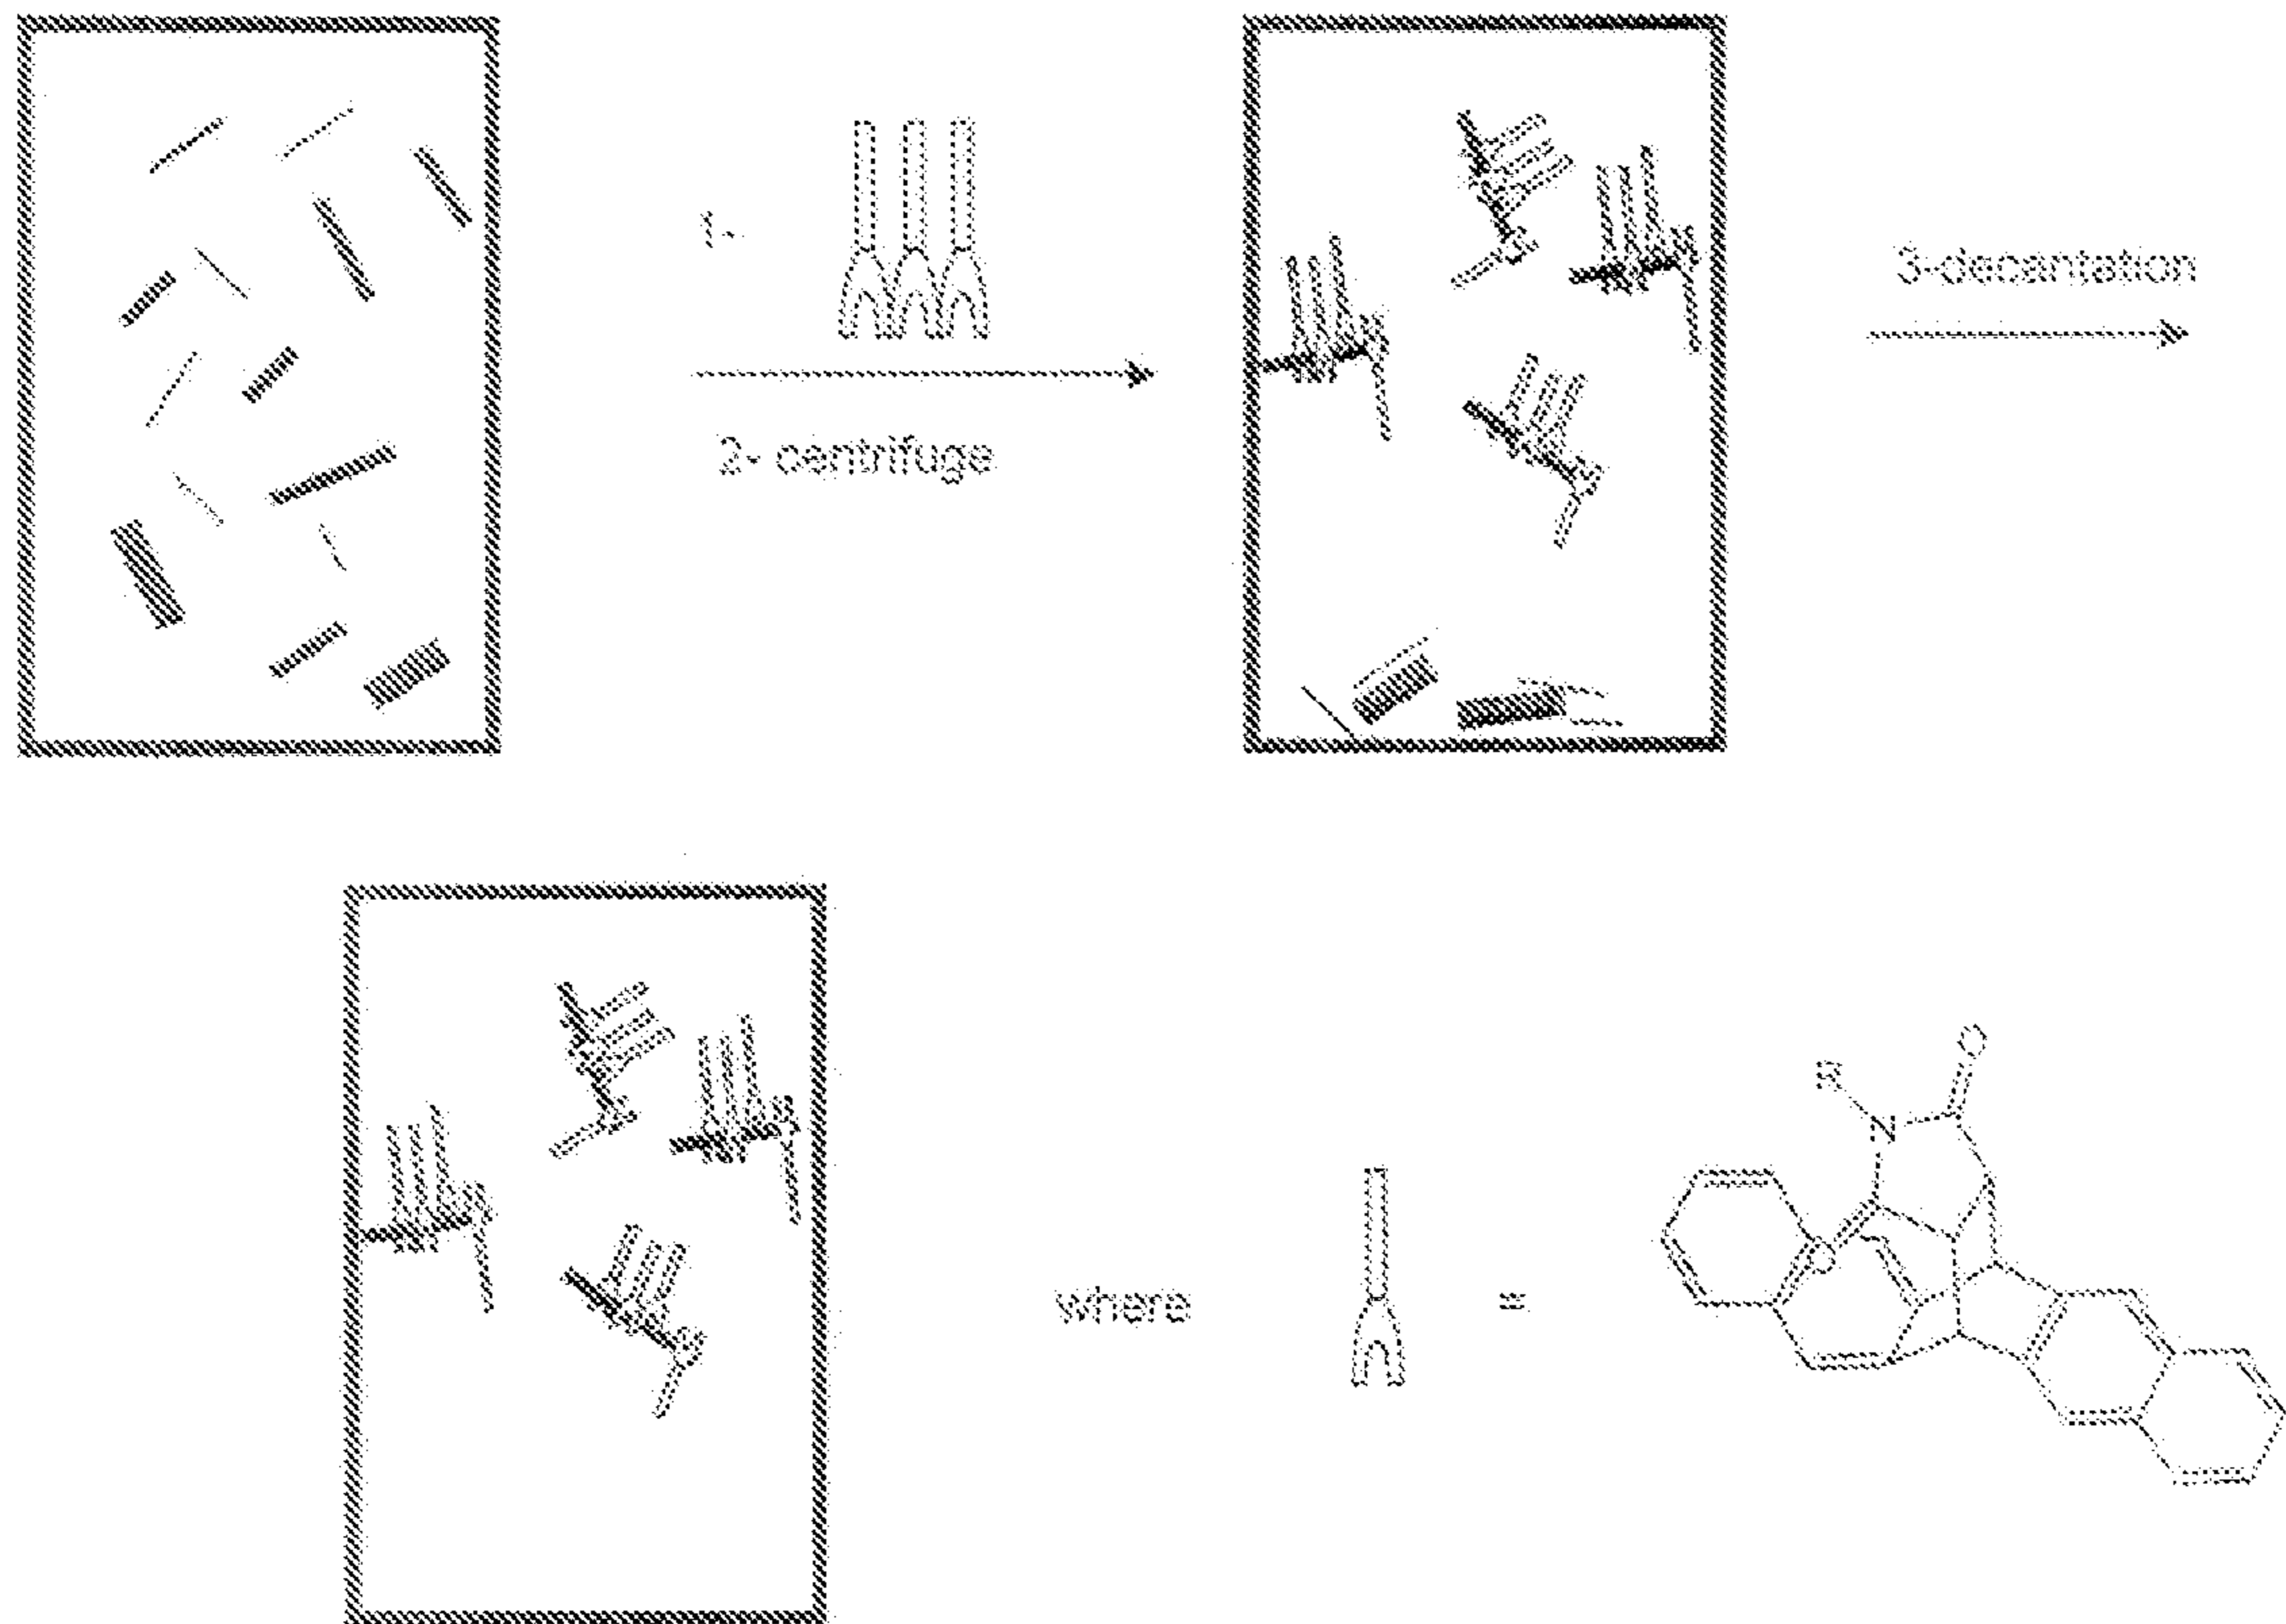 1-
2- centrifuge
3-decantation
where
=
O
R
N
O